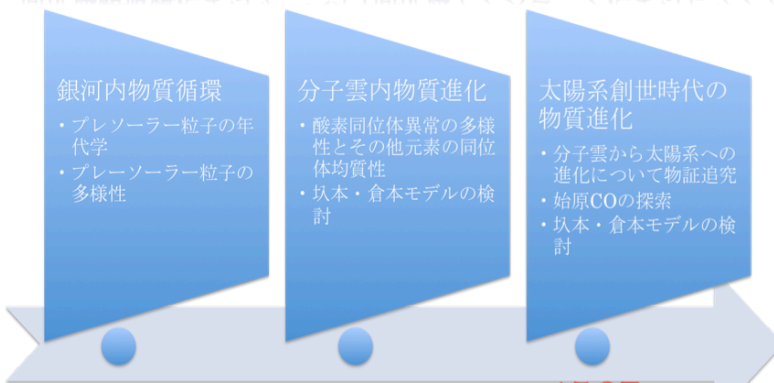 銀河内物質循環
・プレソーラー粒子の年
代学
・プレーソーラー粒子の
多様性
分子雲内物質進化
・酸素同位体異常の多様
性とその他元素の同位
体均質性
・圦本・倉本モデルの検
討
太陽系創世時代の
物質進化
・分子雲から太陽系への
進化について物証追究
・始原COの探索
・圦本・倉本モデルの検
討